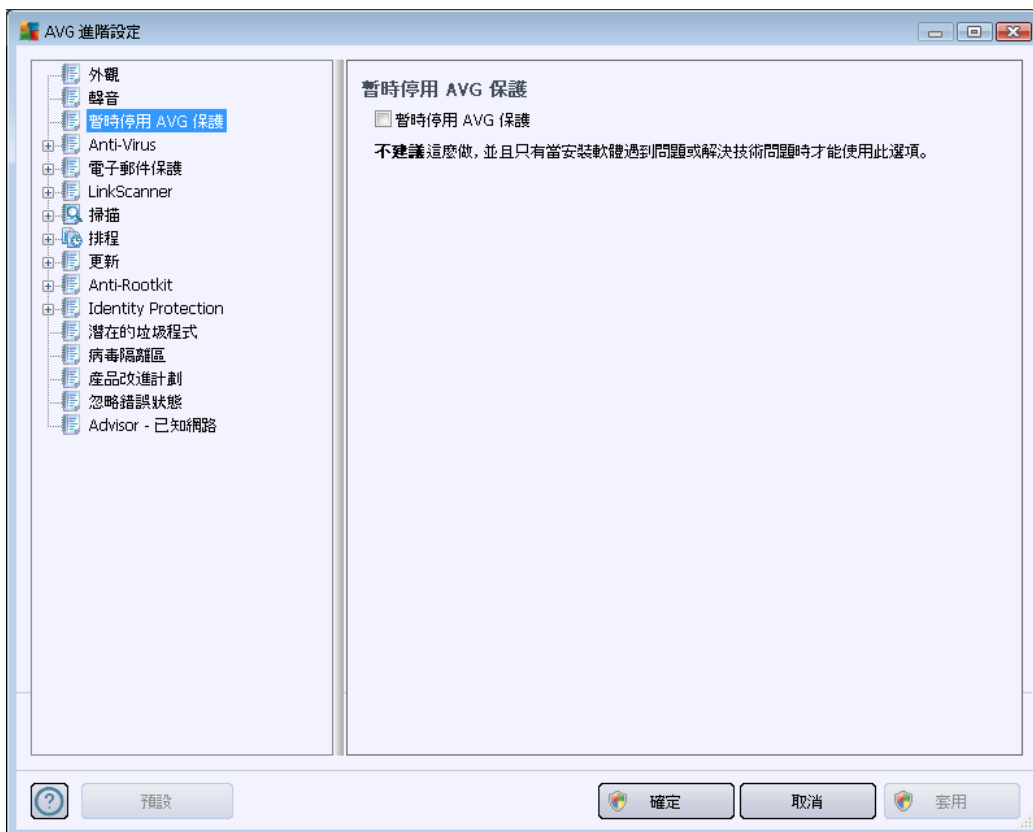 AVG 進階設定
外觀
聲音
暫時停用 AVG 保護
Anti-Virus
電子郵件保護
LinkScanner
掃描
排程
更新
Anti-Rootkit
Identity Protection
潛在的垃圾程式
病毒隔離區
產品改進計劃
忽略錯誤狀態
Advisor - 已知網路
暫時停用 AVG 保護
暫時停用 AVG 保護
不建議這麼做, 並且只有當安裝軟體遇到問題或解決技術問題時才能使用此選項。
預設
確定
取消
套用